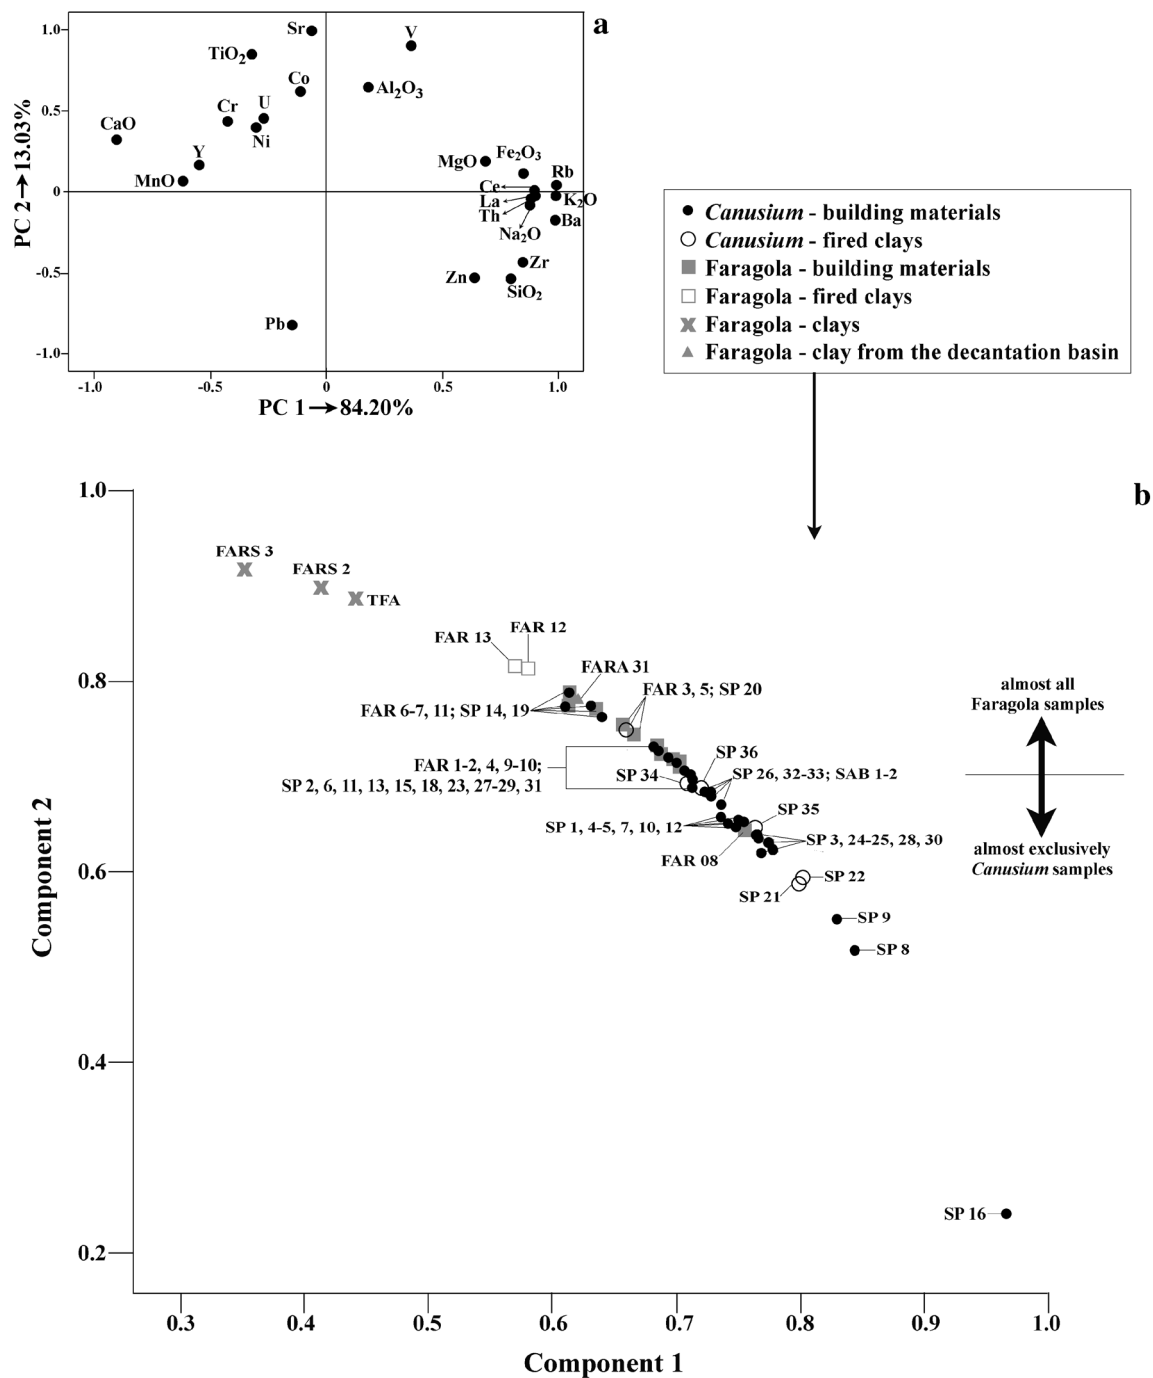 a
1.0
0.5
0
-0.5
-1.0
PC 2→13.03%
Sr
V
TiO2
Co
Al2O3
Cr
U
Ni
CaO
Y
MnO
MgO
Fe2O3
Rb
Ce
La
K2O
Th
Na2O
Ba
Zn
Zr
SiO2
Pb
-1.0 -0.5 0 0.5 1.0
PC 1→84.20%
Canusium - building materials
Canusium - fired clays
Faragola - building materials
Faragola - fired clays
Faragola - clays
Faragola - clay from the decantation basin
b
1.0
0.8
0.6
0.4
0.2
Component 2
FARS 3
FARS 2
TFA
FAR 13
FAR 12
FARA 31
FAR 3, 5; SP 20
FAR 6-7, 11; SP 14, 19
FAR 1-2, 4, 9-10;
SP 2, 6, 11, 13, 15, 18, 23, 27-29, 31
SP 36
SP 34
SP 26, 32-33; SAB 1-2
SP 35
SP 1, 4-5, 7, 10, 12
SP 3, 24-25, 28, 30
FAR 08
SP 22
SP 21
SP 9
SP 8
SP 16
almost all
Faragola samples
almost exclusively
Canusium samples
0.3 0.4 0.5 0.6 0.7 0.8 0.9 1.0
Component 1